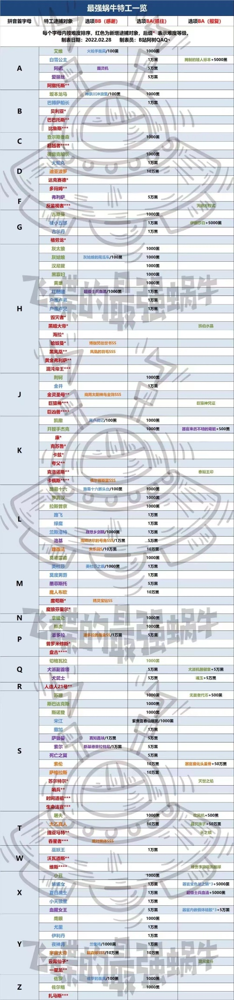 最强蜗牛特工一览
拼音首字母 特工逮捕对象 选项BB（感谢） 选项BA(抓住) 选项BA（报复）
每个字母内按难度排序，红色为新增逮捕对象，后缀* 表示难度等级。
制表日期：2022.02.28 制表员：B站阿树QAQ丶
A
艾维 火枪手面具/100黑 1000黑
白雪公主 1万黑 腌制的矮人标本+5000黑
阿诺 图灵机 5万黑
爱丽丝 5万黑
阿撒托斯**
B
坂本龙马 神奈川冲浪里/100黑 1000黑
巴博萨船长 1万黑
贝利亚*
巴巴托斯**
比鲁斯***
C
查尔斯曼森 1000黑
超越者****
D
德雷克船长 1000黑
大蛇丸 1万黑
迪亚波罗 10万黑
达克赛德*
多玛姆**
F
弗利萨 5万黑
反监视者*** 灭世方程式
G
古斯曼 1000黑
桂小五郎 1万黑 伊丽莎白+5000黑
古尔丹 1万黑
格劳龙*
H
灰太狼 1000黑
灰姑娘 灰姑娘的南瓜车/100黑 1000黑
汉尼拔 1000黑
黑寡妇 1000黑
黄巢 1000黑
红骷髅 超级士兵血清/1000黑 1万黑
户愚卢弟 1万黑
户愚卢兄 1万黑
毁灭者*
黑暗大帝* 凯伯水晶
海拉*
哈奴曼* 博伽梵往世书SS
黑凤凰** 凤凰的羽毛SSS
黄金弗利萨**
混沌帝王***
J
荆轲 1000黑
金井 1万黑
金灵圣母** 商周太阳神鸟金饰SSS
巨猿神*** 巨猿神凭证
巨凶兽****
K
凯撒 高卢战记/100黑 1000黑
开膛手杰克 1000黑 器官来历不明的肾脏+500黑
康*
克苏鲁*
卡兹*
夸父**
克洛诺斯** 泰坦王印
卡俄斯**** 俄尔普斯蛋SSS
L
路易十六 路易十六断头台/100黑 1000黑
罗宾汉 1000黑
拉斯普京 1000黑
路飞 1万黑
绿魔 1万黑
兰斯洛特 理想乡剑鞘/1000黑 1万黑
洛基 海姆达尔的号角SSS/1万黑 5万黑
路西法 失乐园S/10万黑 10万黑
M
莫德雷德 1000黑
美杜莎 美杜莎之眼/1000黑 1万黑
莫度男爵 1万黑
墨菲斯托 5万黑
魔人布欧 10万黑
魔苟斯* 精灵宝钻SS
魔狼芬里尔*
N
拿破仑 1000黑
P
胖虎 1000黑
潘多拉 潘多拉的魔盒SS/1万黑 5万黑
普罗米修斯*
盘古****
Q
切格瓦拉 1000黑
犬派副首领 5万黑 犬派机器徽章+5万黑
犬武士 5万黑 魂玉+5万黑
R
人造人21号**
S
苏珊 1000黑 无面者代币+500黑
斯巴达克斯 1000黑
斯诺登 1000黑
宋江 紫贵富春山居图/1000黑
撒加 1万黑
萨鲁曼 真知晶球/1万黑 5万黑
索尔 斯基德普拉特尼/1万黑 5万黑
死亡之翼 5万黑
索伦 10万黑 器官魔化头盖骨+50万黑
萨格拉斯 10万黑
苏尔特尔* 灭世之焰
哨兵**
时间道祖***
生命法官***
T
屠夫 1000黑 吹风机+500黑
太乙真人 10万黑 晶灵珠子+50万黑
提亚马特** 天之锁
吞星者*** 绝对黑体SSS
W
巫妖王 1万黑
沃瓦道斯**
维斯**** 绿贵宇宙观测星球
X
小丑 1000黑
蜥蜴女 1万黑 器官变色龙之鳞*3+5000黑
夏日战士 1万黑 超级士兵血清+5000黑
小天狼星 1万黑
血腥女王 5万黑 器官内嵌假体硅胶*3+5万黑
Y
鹰眼 1000黑
尤里 1万黑
伊利丹 1万黑
夜神月 兰雪待/1000黑 1万黑
宇宙大帝 戴森球SSS/10万黑 10万黑
云霄仙子* 混元金斗
一星龙**
Z
佐罗 佐罗的面具/100黑 1000黑
佐尔格 1000黑
扎马斯***